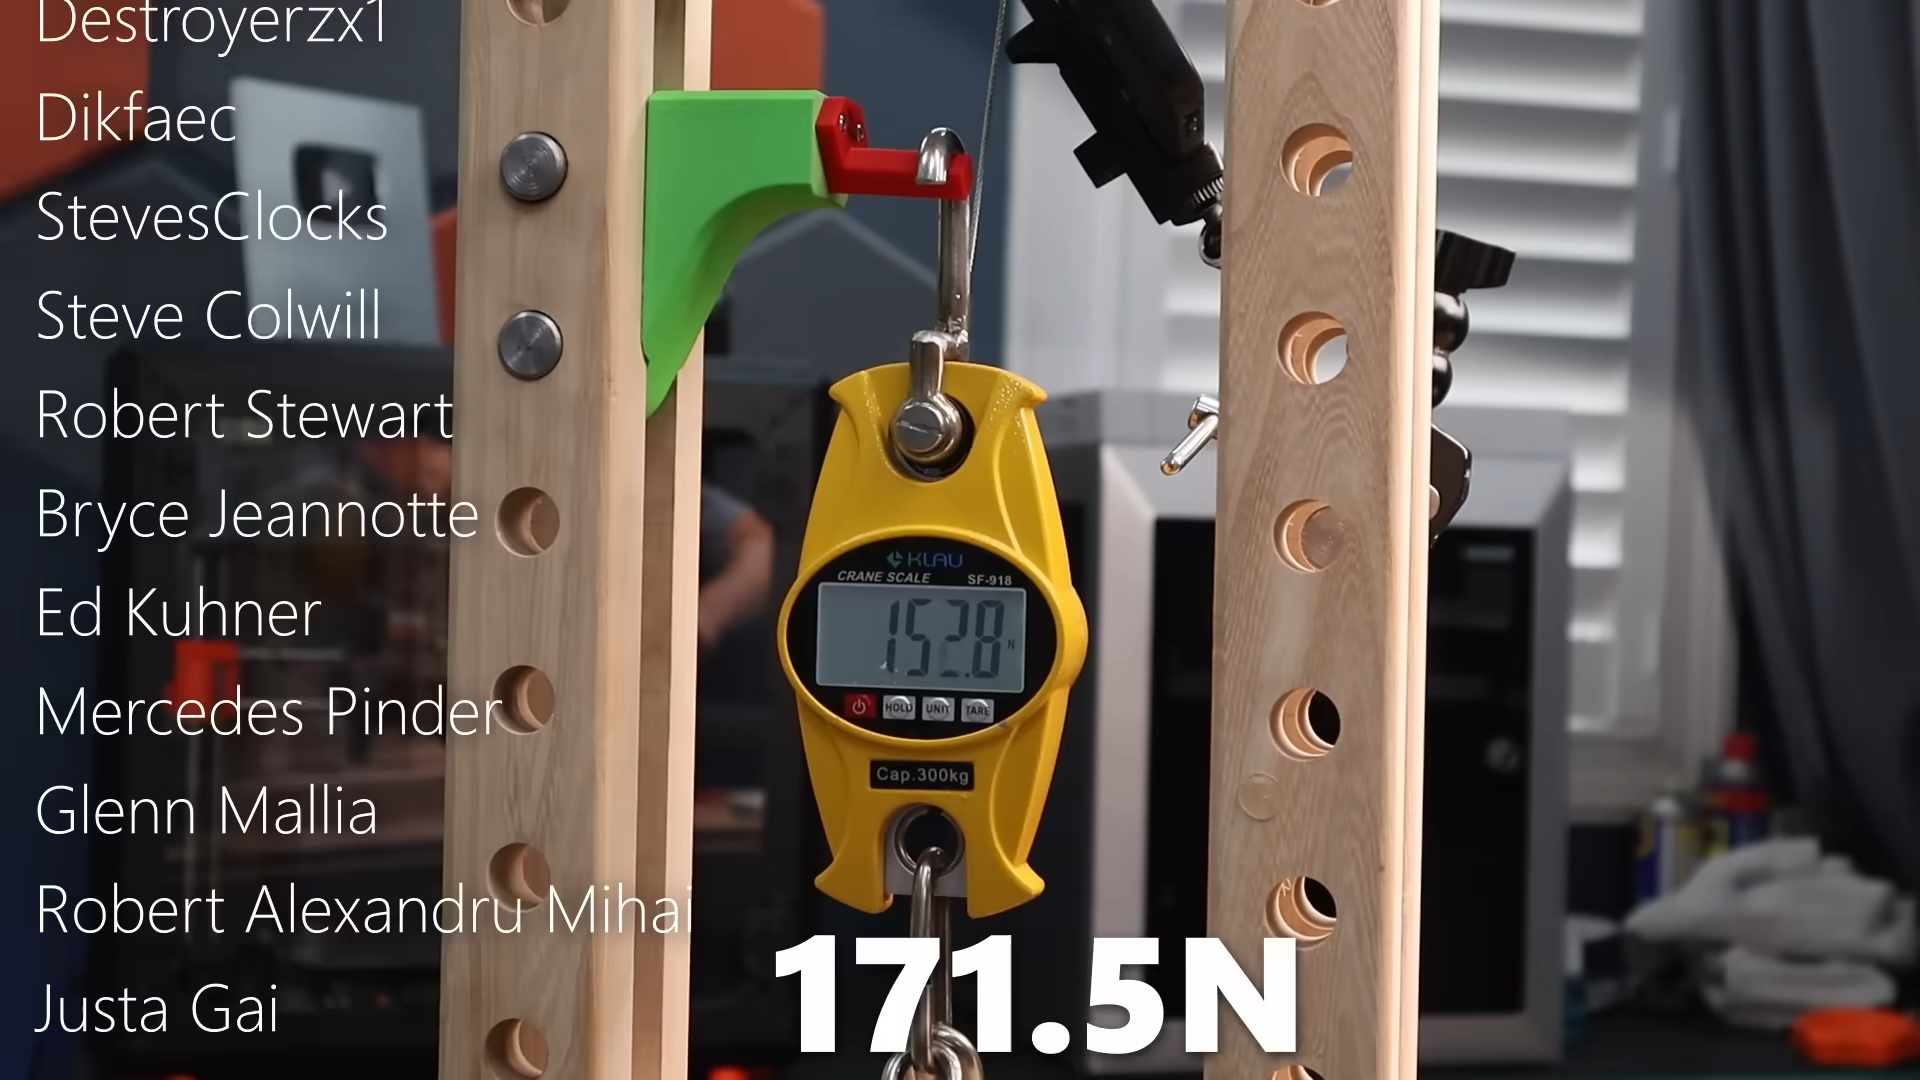 Destroyerzx1
Dikfaec
StevesClocks
Steve Colwill
Robert Stewart
Bryce Jeannotte
Ed Kuhner
Mercedes Pinder
Glenn Mallia
Robert Alexandru Mihai
Justa Gai
KLAU
CRANE SCALE SF-918
152.8 N
HOLD UNIT TARE
Cap.300kg
171.5N